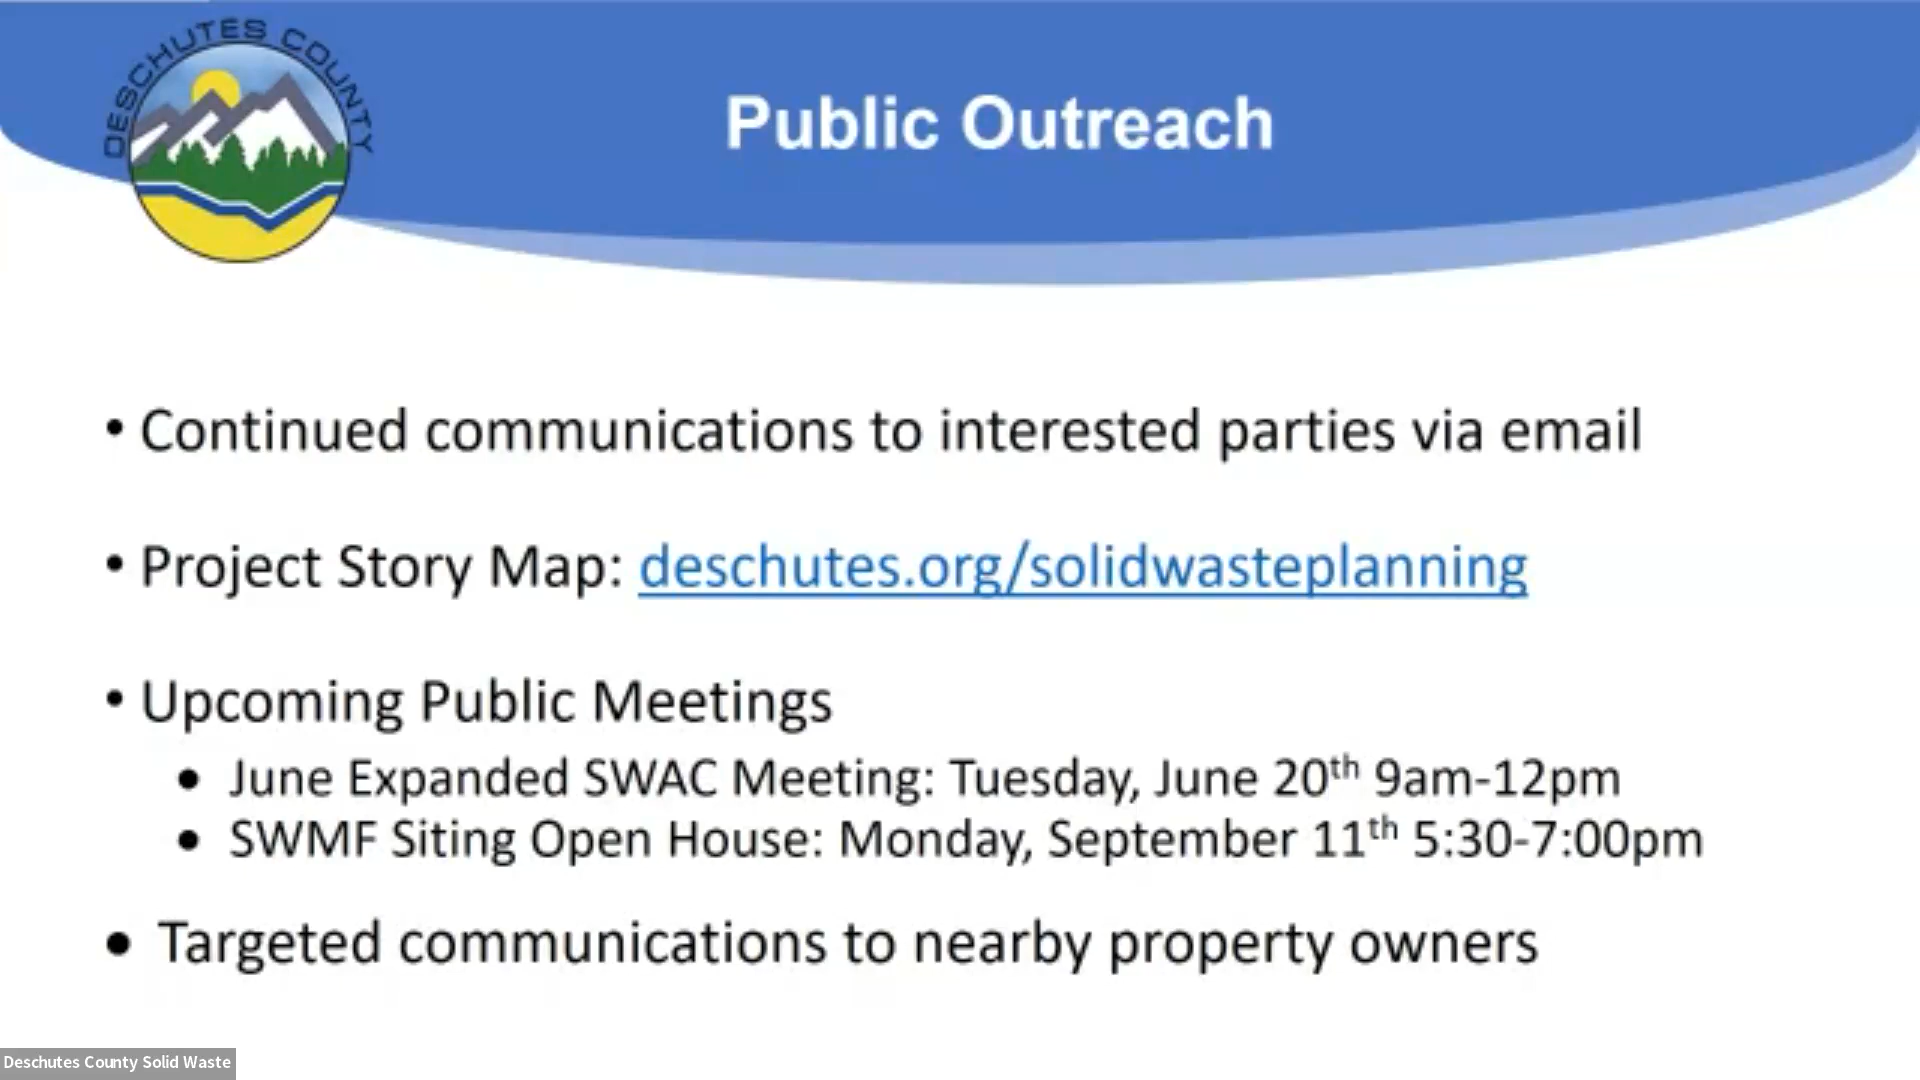 DESCHUTES COUNTY
Public Outreach
• Continued communications to interested parties via email
• Project Story Map: deschutes.org/solidwasteplanning
• Upcoming Public Meetings
• June Expanded SWAC Meeting: Tuesday, June 20th 9am-12pm
• SWMF Siting Open House: Monday, September 11th 5:30-7:00pm
• Targeted communications to nearby property owners
Deschutes County Solid Waste